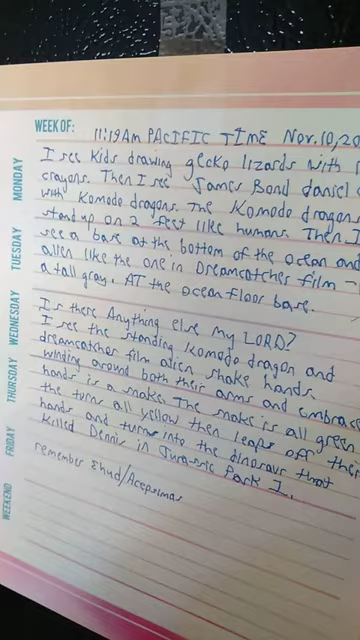 WEEK OF:
11:19AM PACIFIC TIME Nov. 10, 20
MONDAY
TUESDAY
WEDNESDAY
THURSDAY
FRIDAY
WEEKEND
I see kids drawing gecko lizards with
crayons. Then I see James Bond daniel
with Komodo dragons. The Komodo dragons
stand up on 2 feet like humans. Then I
see a base at the bottom of the ocean and
alien like the one in Dreamcatcher film -
a tall gray. AT the ocean floor base.
Is there Anything else my LORD?
I see the standing Komodo dragon and
dreamcatcher film alien shake hands.
winding around both their arms and embrace
hands is a snake. The snake is all green
the turns all yellow then leaps off their
hands and turns into the dinosaur that
killed Dennis in Jurassic Park I.
remember Ehud/